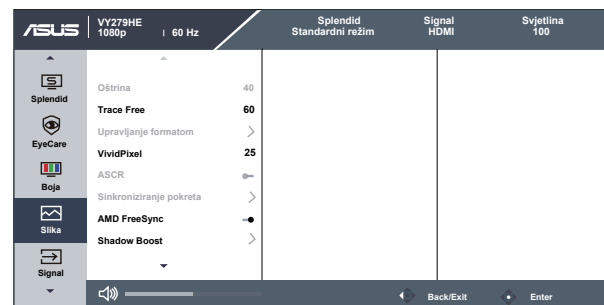 ASUS
VY279HE
1080p | 60 Hz
Splendid
Standardni režim
Signal
HDMI
Svjetlina
100
Splendid
EyeCare
Boja
Slika
Signal
Oštrina 40
Trace Free 60
Upravljanje formatom
VividPixel 25
ASCR
Sinkroniziranje pokreta
AMD FreeSync
Shadow Boost
Back/Exit
Enter